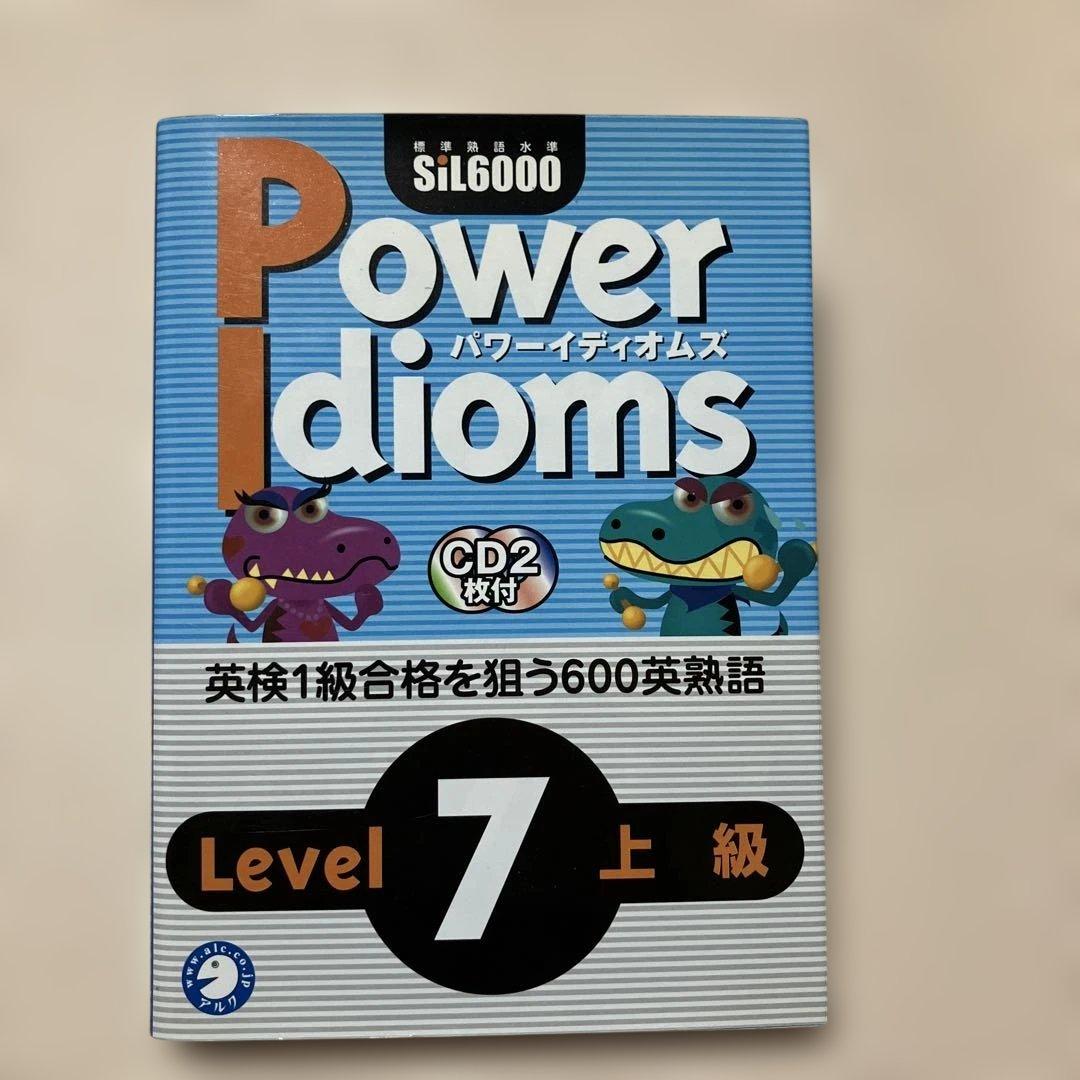 標準熟語水準
SiL6000
Power
パワーイディオムズ
Idioms
CD2
枚付
英検1級合格を狙う600英熟語
Level 7 上級
www.alc.co.jp
アルク